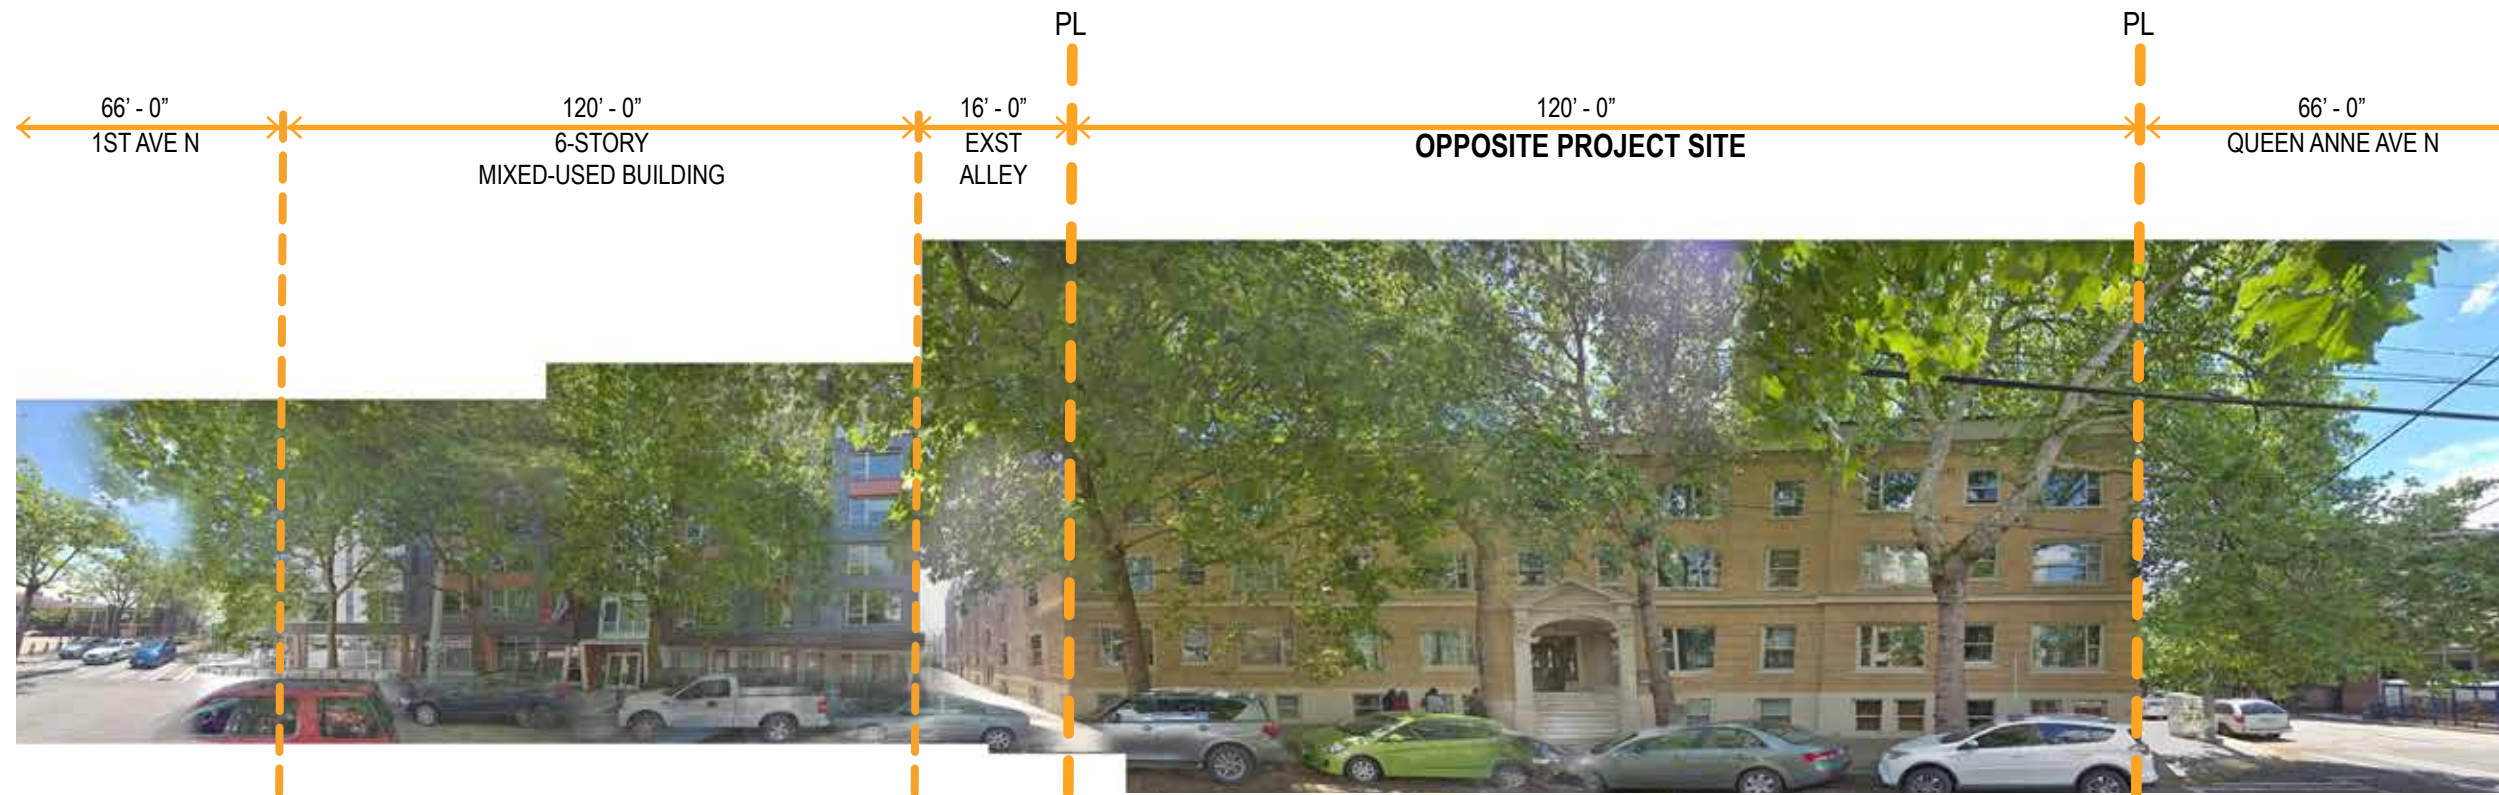 PL
PL
66’ - 0”
1ST AVE N
120’ - 0”
6-STORY
MIXED-USED BUILDING
16’ - 0”
EXST
ALLEY
120’ - 0”
OPPOSITE PROJECT SITE
66’ - 0”
QUEEN ANNE AVE N